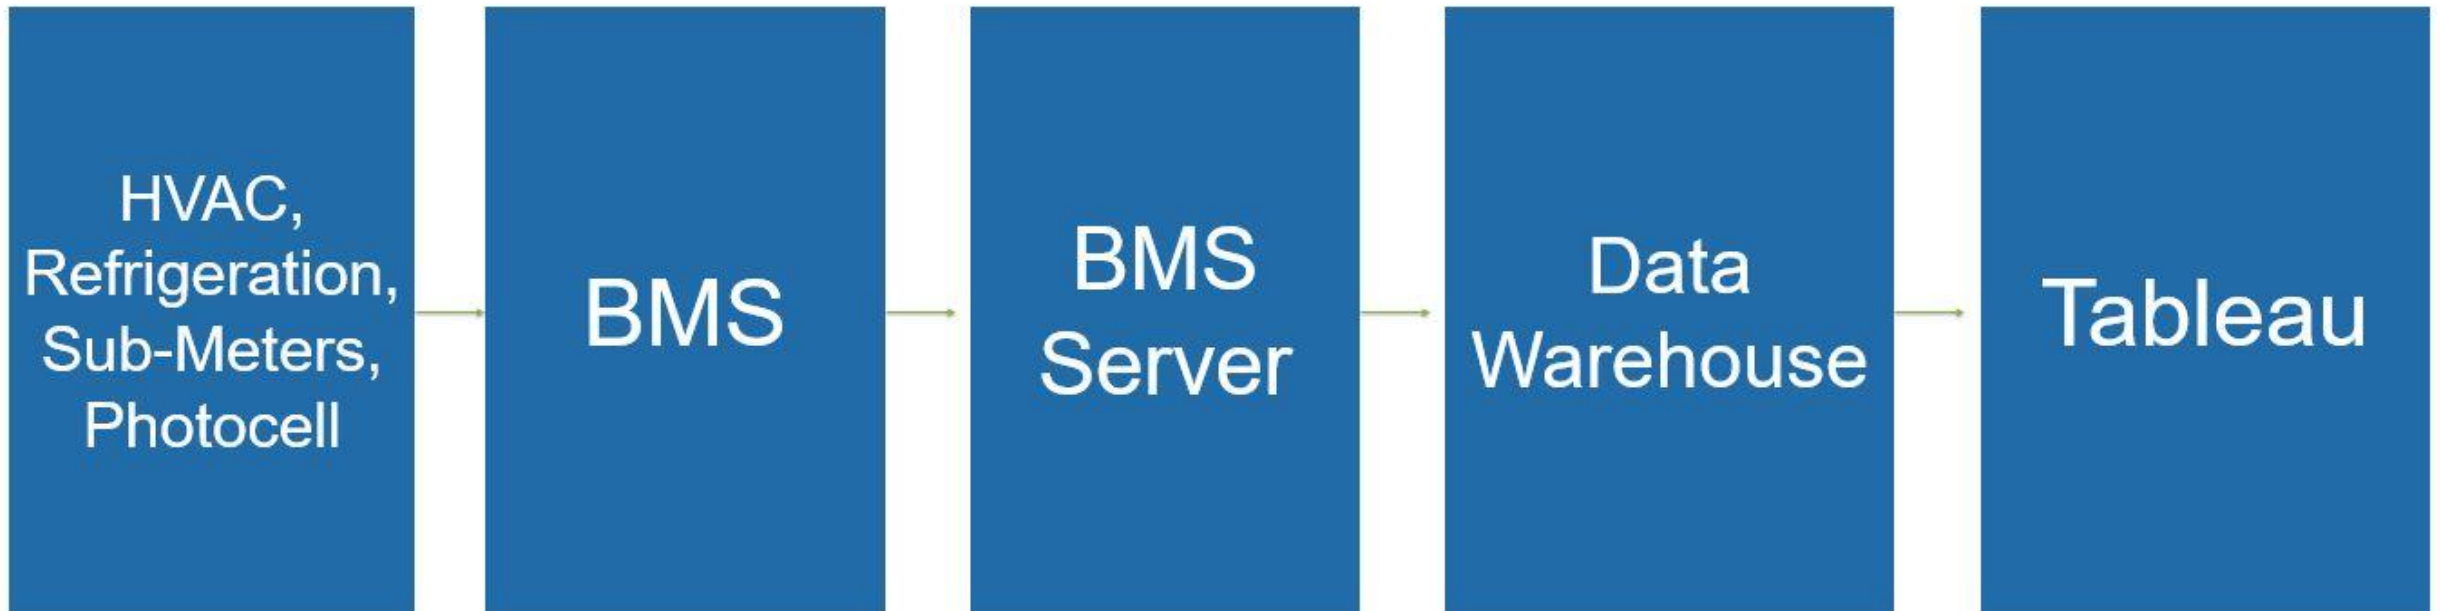 HVAC,
Refrigeration,
Sub-Meters,
Photocell
BMS
BMS
Server
Data
Warehouse
Tableau